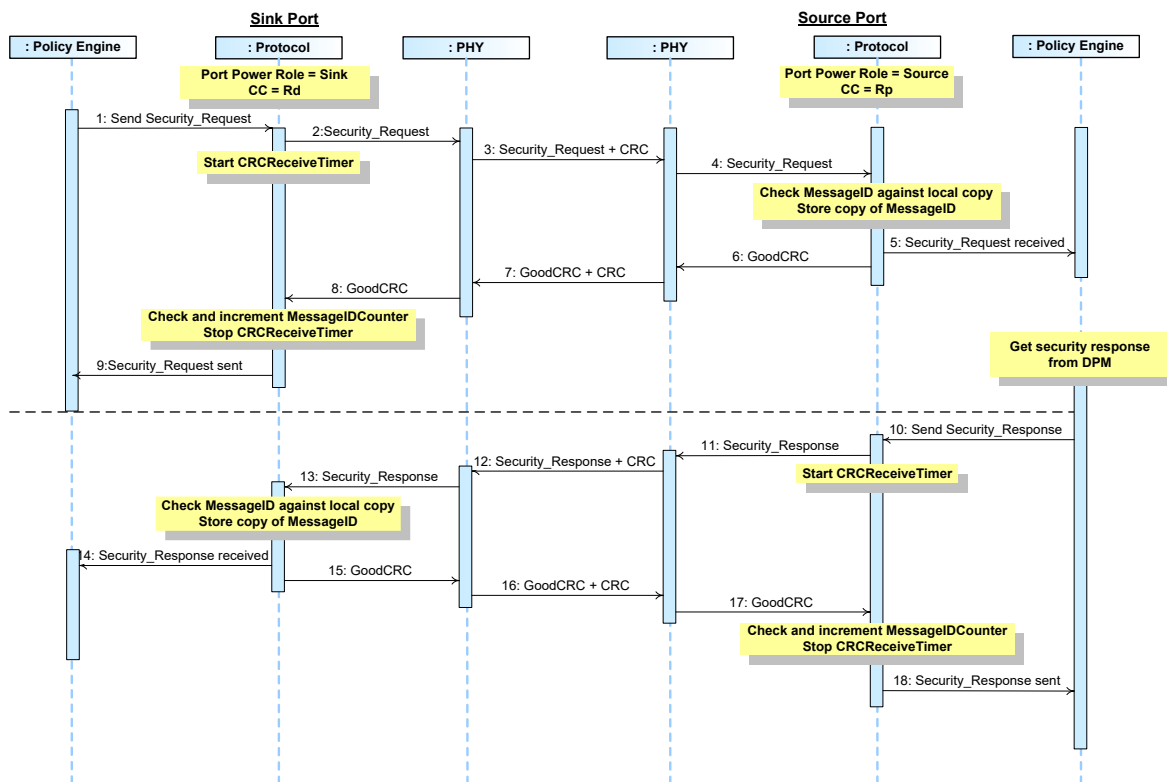 Sink Port
Source Port
: Policy Engine
: Protocol
: PHY
: PHY
: Protocol
: Policy Engine
Port Power Role = Sink
CC = Rd
Port Power Role = Source
CC = Rp
1: Send Security_Request
2:Security_Request
Start CRCReceiveTimer
3: Security_Request + CRC
4: Security_Request
Check MessageID against local copy
Store copy of MessageID
5: Security_Request received
6: GoodCRC
7: GoodCRC + CRC
8: GoodCRC
Check and increment MessageIDCounter
Stop CRCReceiveTimer
9:Security_Request sent
Get security response
from DPM
10: Send Security_Response
11: Security_Response
Start CRCReceiveTimer
12: Security_Response + CRC
13: Security_Response
Check MessageID against local copy
Store copy of MessageID
14: Security_Response received
15: GoodCRC
16: GoodCRC + CRC
17: GoodCRC
Check and increment MessageIDCounter
Stop CRCReceiveTimer
18: Security_Response sent